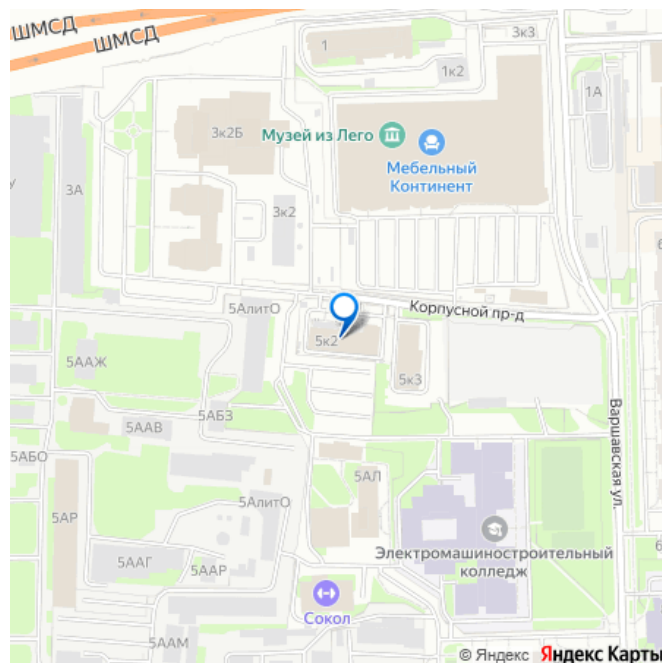 ШМСД
ШМСД
1
3к3
1к2
1А
3к2Б
Музей из Лего
Мебельный
Континент
3А
3к2
5АлитО
Корпусной пр-д
5к2
5ААЖ
5к3
5АБЗ
5ААВ
Варшавская ул.
5АБО
5АЛ
5АР
5АлитО
Электромашиностроительный
колледж
5ААГ
5ААР
Сокол
5ААМ
© Яндекс Яндекс Карты